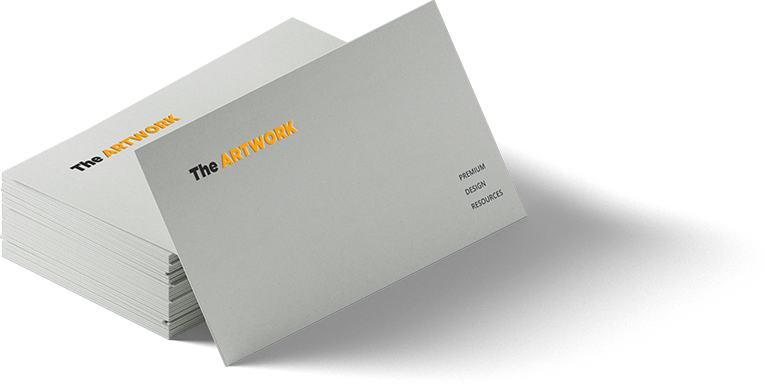 The ARTWORK
The ARTWORK
PREMIUM
DESIGN
RESOURCES